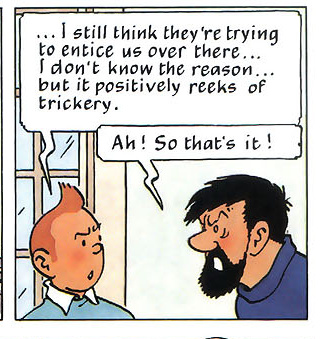 ... I still think they're trying
to entice us over there...
I don't know the reason...
but it positively reeks of
trickery.
Ah! So that's it!